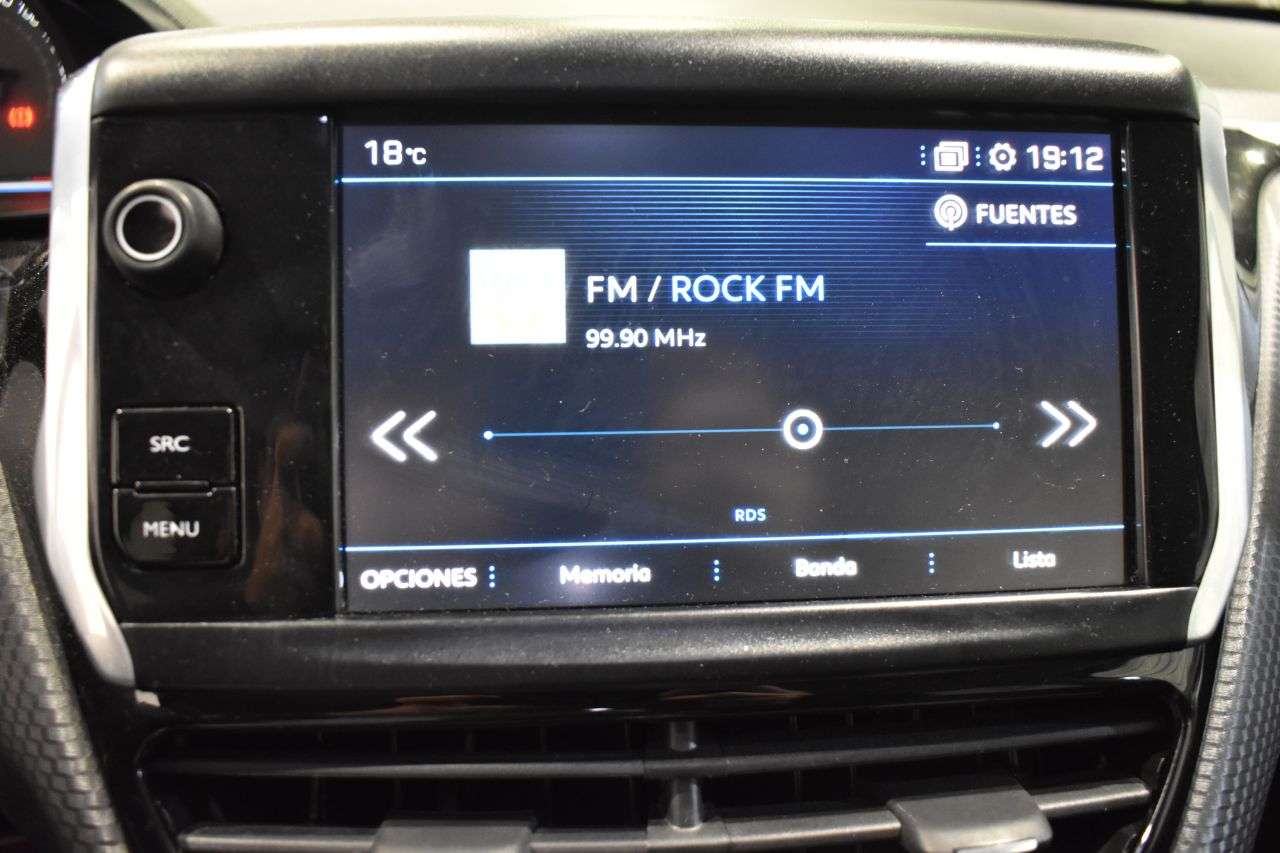 18°C
19:12
FUENTES
FM / ROCK FM
99.90 MHz
SRC
MENU
RDS
OPCIONES
Memoria
Banda
Lista